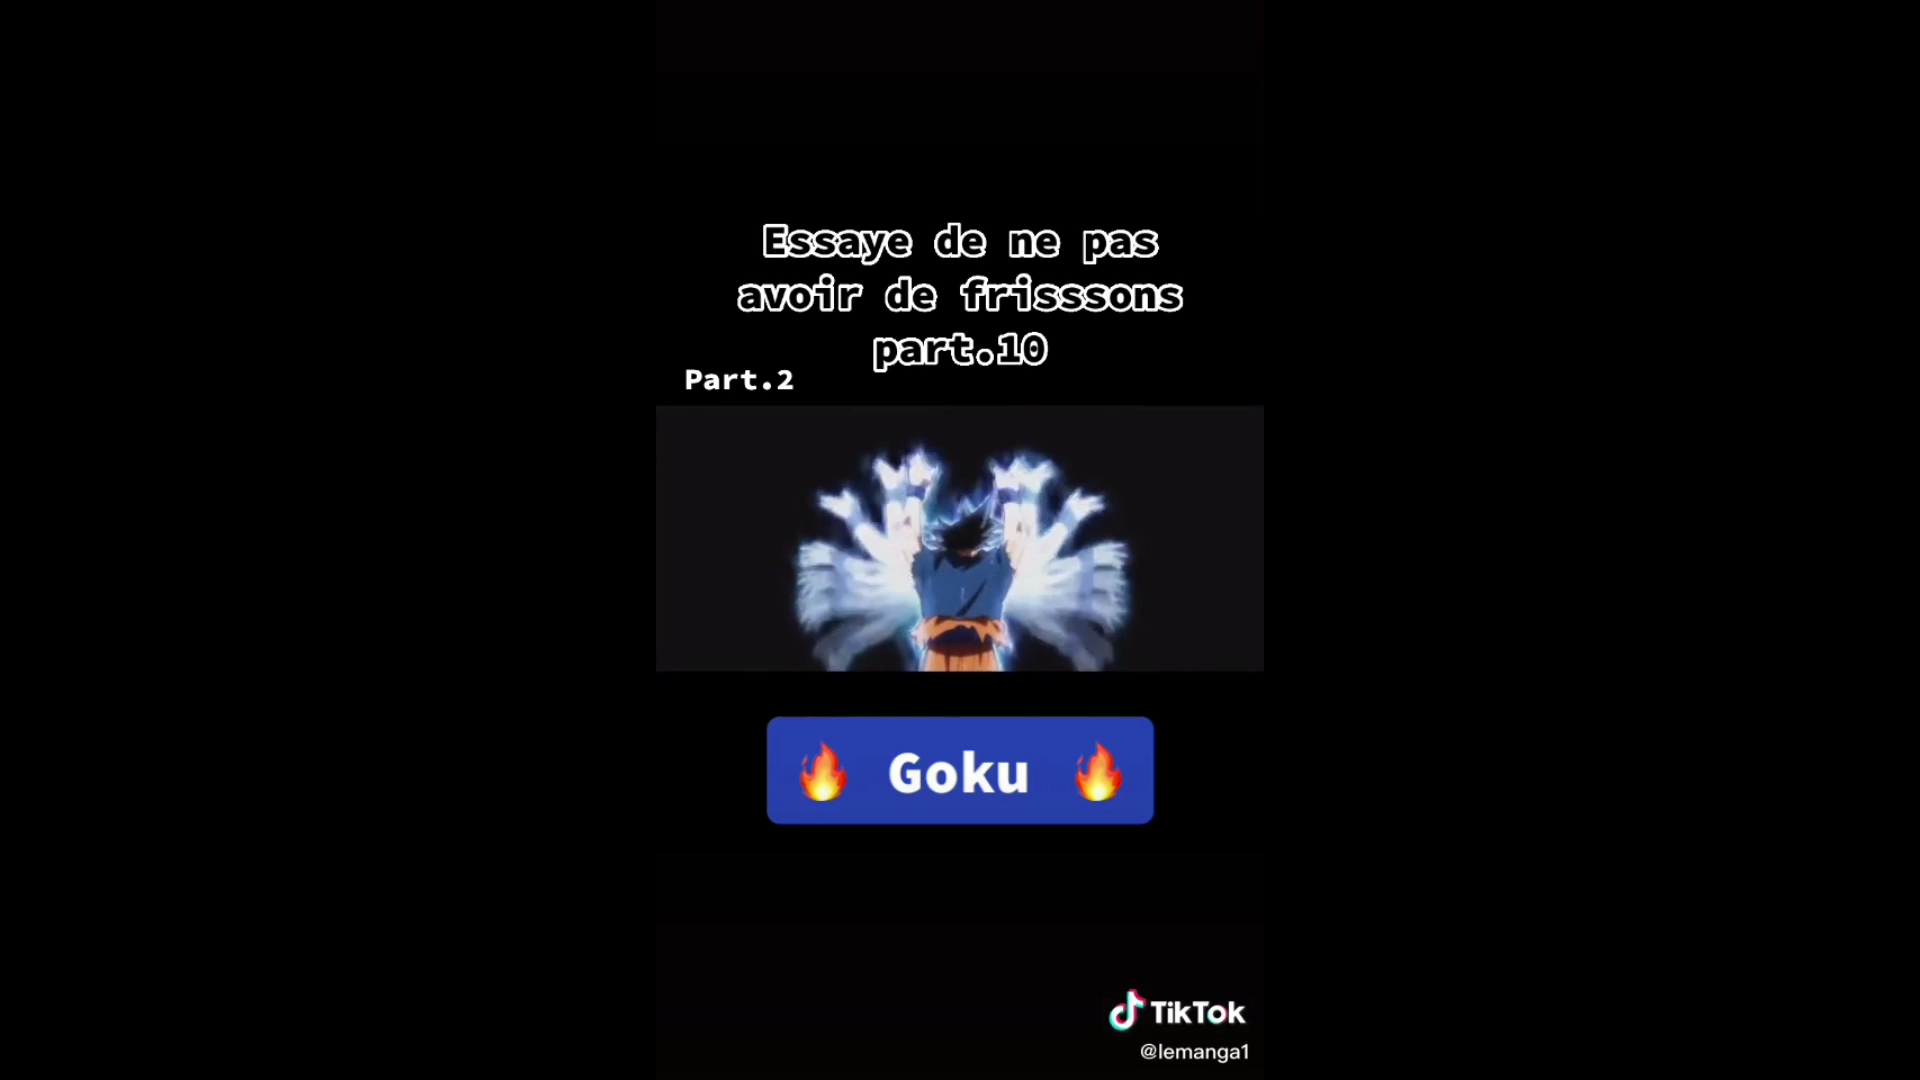 Essaye de ne pas
avoir de frisssons
part.10
Part.2
🔥 Goku 🔥
TikTok
@lemanga1